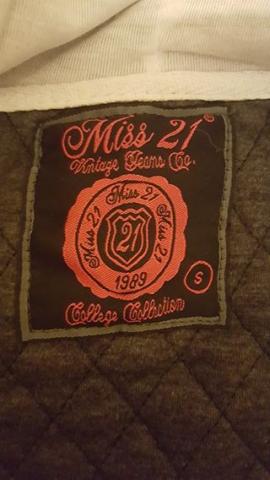 Miss 21®
Vintage Jeans Co.
Miss 21
Miss 21
Miss 21
21
1989
S
College Collection